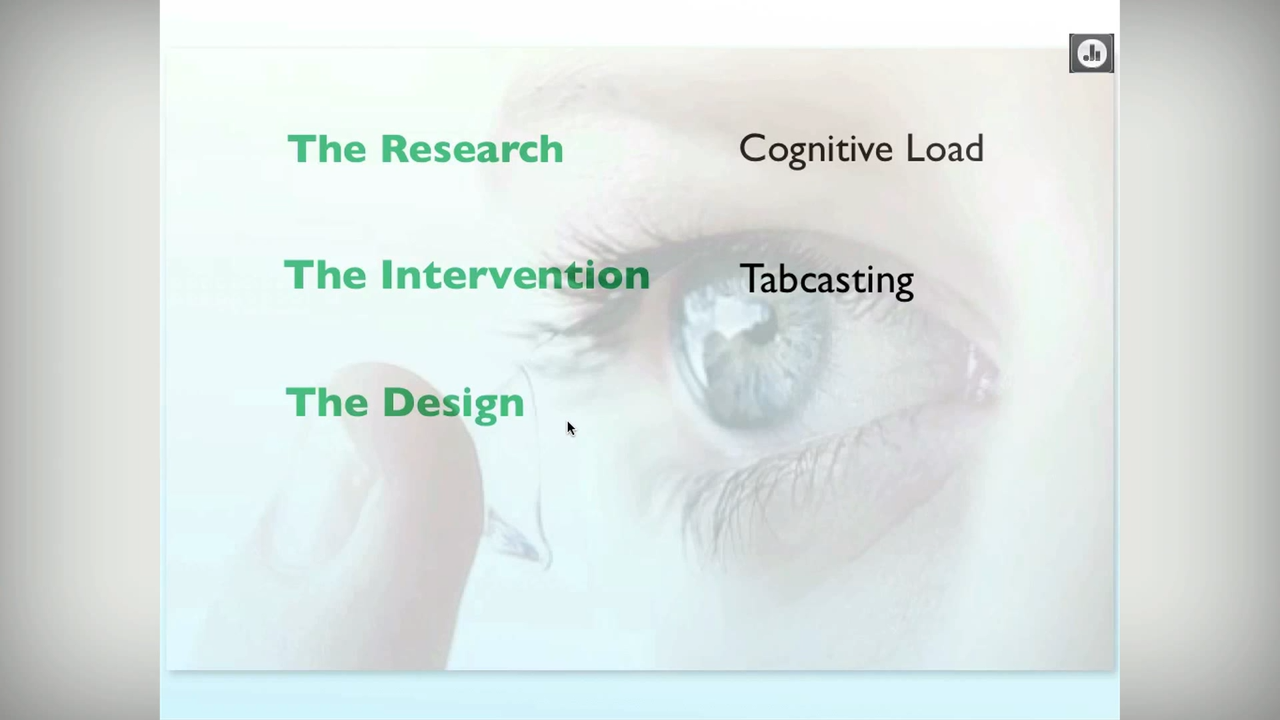 The Research
Cognitive Load
The Intervention
Tabcasting
The Design